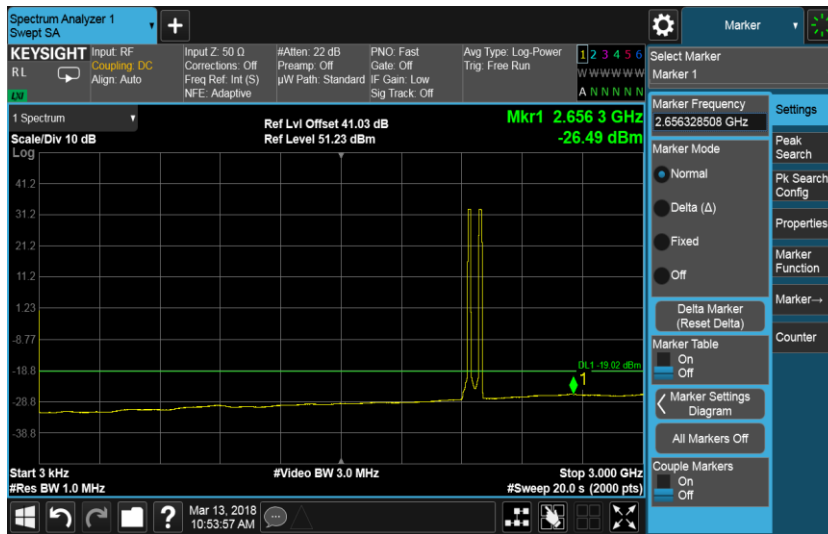 Spectrum Analyzer 1
Swept SA
+
Marker
KEYSIGHT
RL
LXI
Input: RF
Coupling: DC
Align: Auto
Input Z: 50 Ω
Corrections: Off
Freq Ref: Int (S)
NFE: Adaptive
#Atten: 22 dB
Preamp: Off
µW Path: Standard
PNO: Fast
Gate: Off
IF Gain: Low
Sig Track: Off
Avg Type: Log-Power
Trig: Free Run
1 2 3 4 5 6
W W W W W W
A N N N N N
Select Marker
Marker 1
1 Spectrum
Scale/Div 10 dB
Log
Ref Lvl Offset 41.03 dB
Ref Level 51.23 dBm
Mkr1 2.656 3 GHz
-26.49 dBm
41.2
31.2
21.2
11.2
1.23
-8.77
-18.8
-28.8
-38.8
DL1 -19.02 dBm
1
Start 3 kHz
#Res BW 1.0 MHz
#Video BW 3.0 MHz
Stop 3.000 GHz
#Sweep 20.0 s (2000 pts)
Marker Frequency
2.656328508 GHz
Marker Mode
Normal
Delta (Δ)
Fixed
Off
Delta Marker
(Reset Delta)
Marker Table
On
Off
Marker Settings
Diagram
All Markers Off
Couple Markers
On
Off
Settings
Peak
Search
Pk Search
Config
Properties
Marker
Function
Marker→
Counter
?
Mar 13, 2018
10:53:57 AM